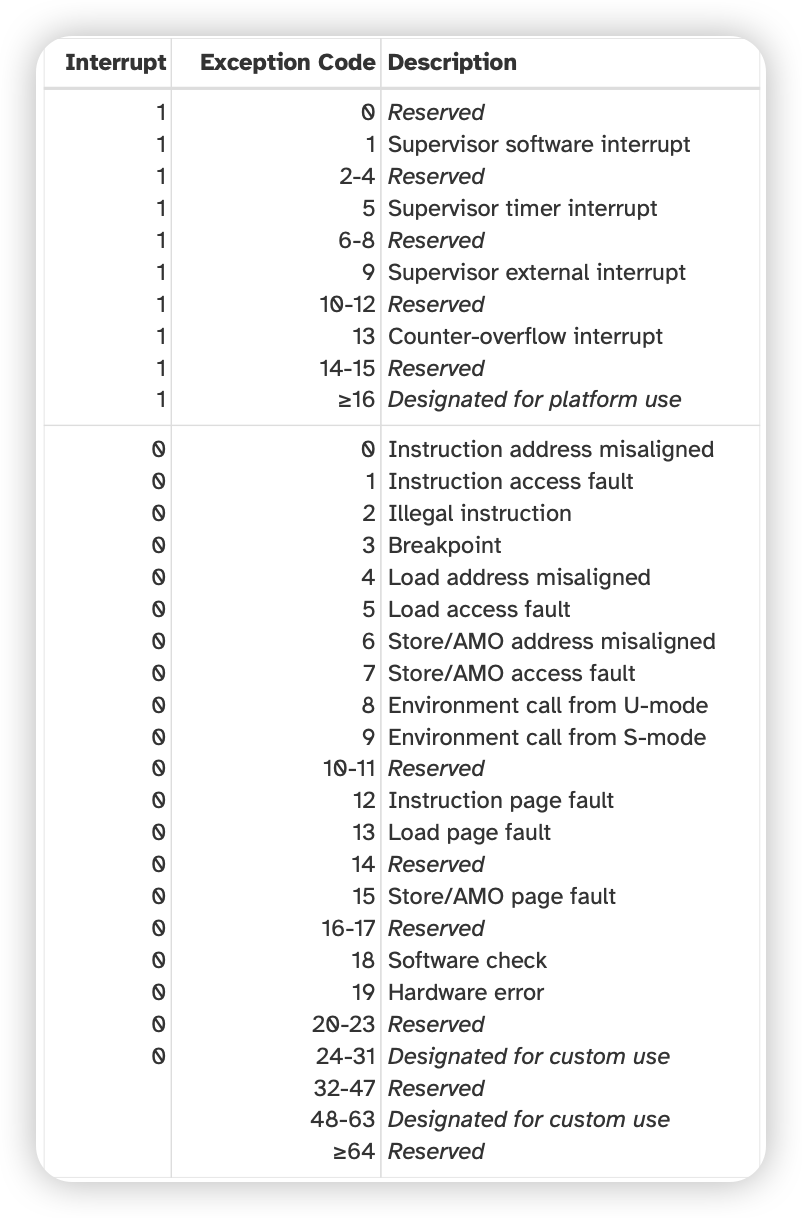 Interrupt Exception Code Description
1 0 Reserved
1 1 Supervisor software interrupt
1 2-4 Reserved
1 5 Supervisor timer interrupt
1 6-8 Reserved
1 9 Supervisor external interrupt
1 10-12 Reserved
1 13 Counter-overflow interrupt
1 14-15 Reserved
1 ≥16 Designated for platform use
0 0 Instruction address misaligned
0 1 Instruction access fault
0 2 Illegal instruction
0 3 Breakpoint
0 4 Load address misaligned
0 5 Load access fault
0 6 Store/AMO address misaligned
0 7 Store/AMO access fault
0 8 Environment call from U-mode
0 9 Environment call from S-mode
0 10-11 Reserved
0 12 Instruction page fault
0 13 Load page fault
0 14 Reserved
0 15 Store/AMO page fault
0 16-17 Reserved
0 18 Software check
0 19 Hardware error
0 20-23 Reserved
0 24-31 Designated for custom use
32-47 Reserved
48-63 Designated for custom use
≥64 Reserved